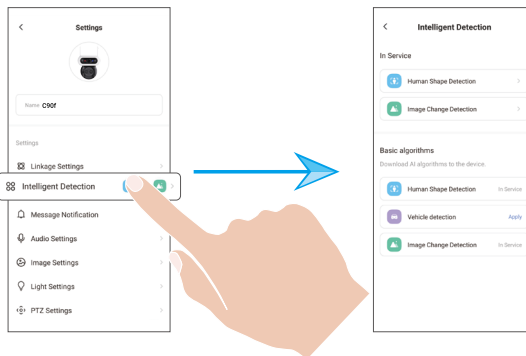 Settings
Name C90f
Settings
Linkage Settings
Intelligent Detection
Message Notification
Audio Settings
Image Settings
Light Settings
PTZ Settings
Intelligent Detection
In Service
Human Shape Detection
Image Change Detection
Basic algorithms
Download AI algorithms to the device.
Human Shape Detection In Service
Vehicle detection Apply
Image Change Detection In Service